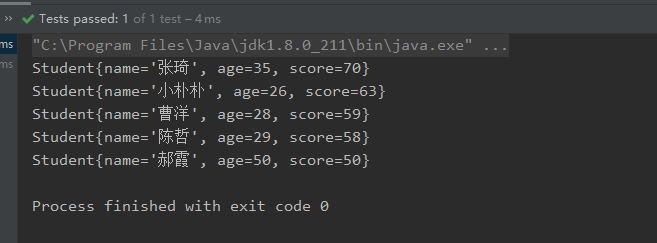 Tests passed: 1 of 1 test – 4 ms
ms "C:\Program Files\Java\jdk1.8.0_211\bin\java.exe" ...
ms Student{name='张琦', age=35, score=70}
Student{name='小朴朴', age=26, score=63}
Student{name='曹洋', age=28, score=59}
Student{name='陈哲', age=29, score=58}
Student{name='郝霞', age=50, score=50}
Process finished with exit code 0